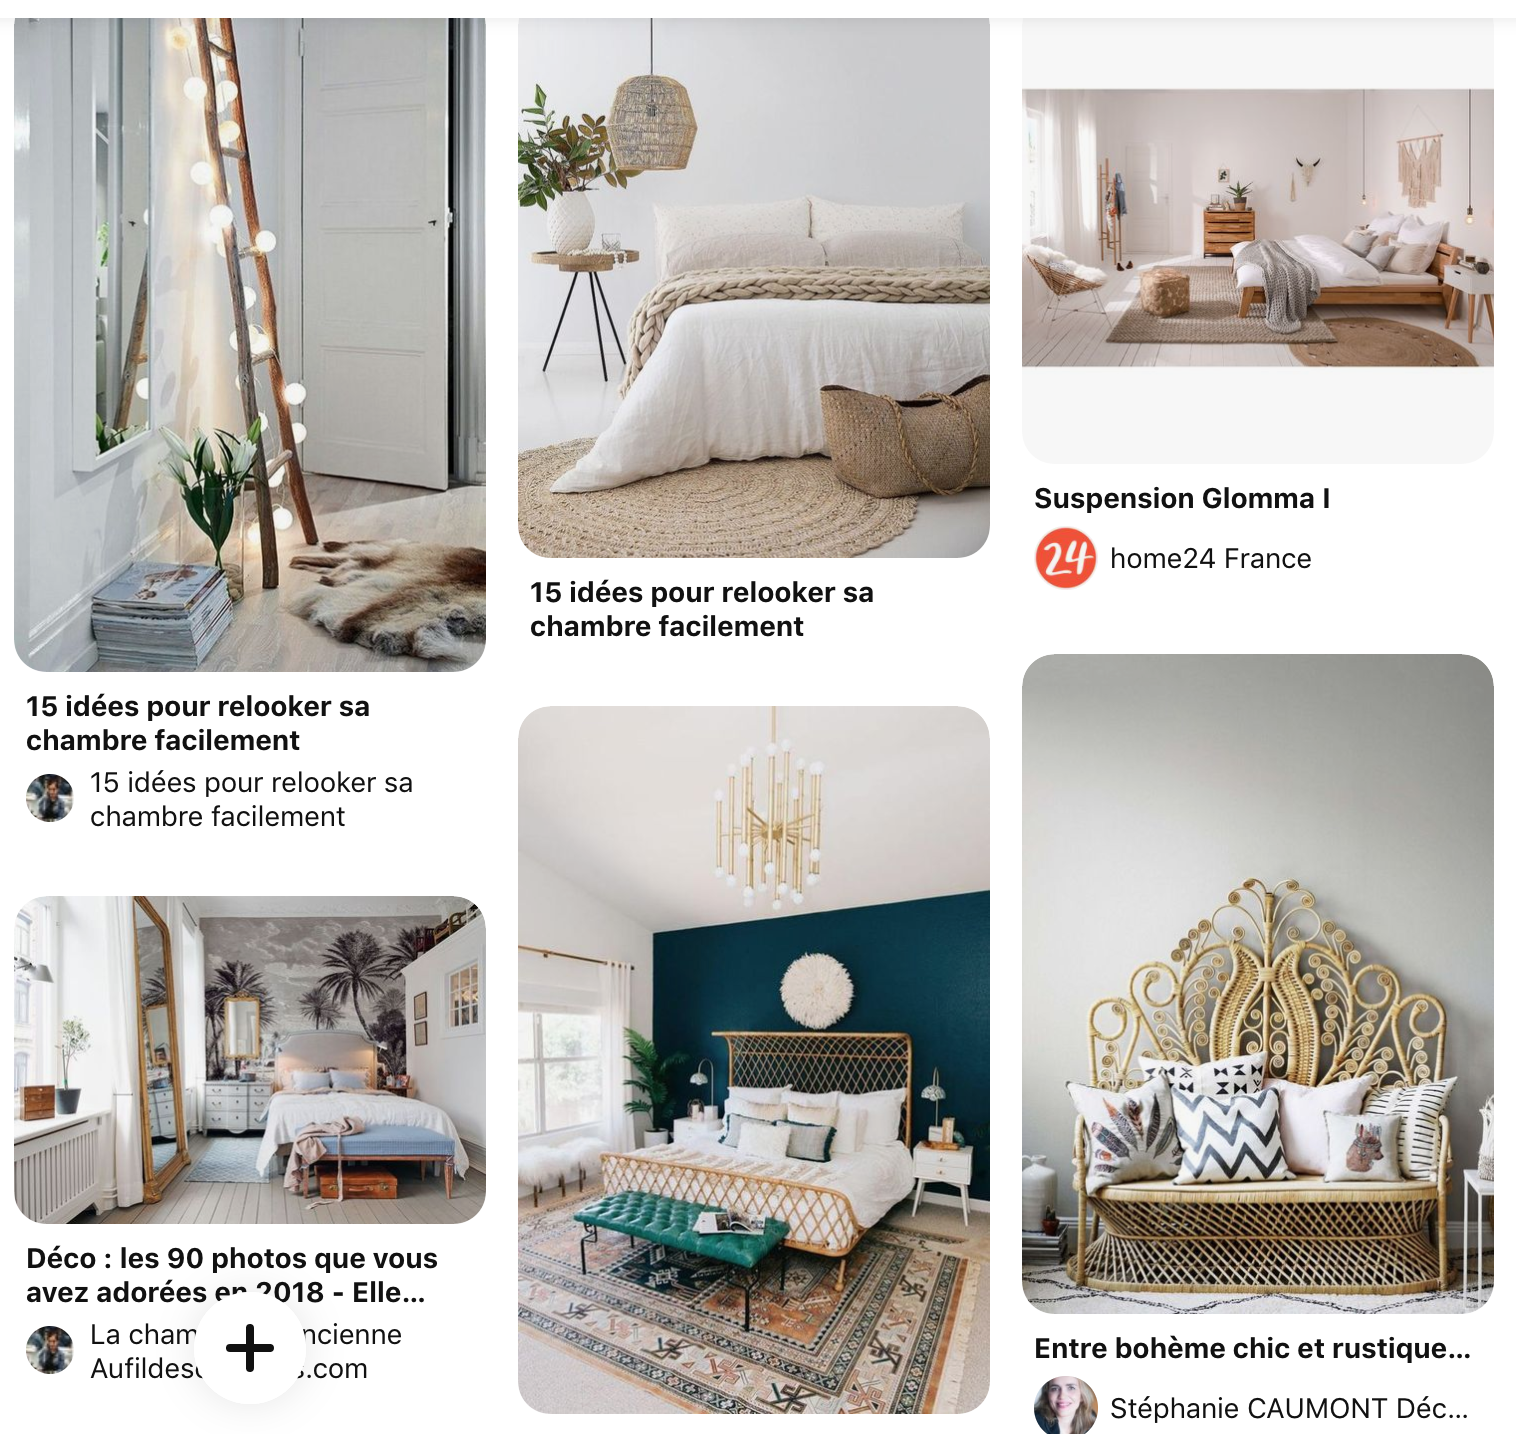 15 idées pour relooker sa
chambre facilement
15 idées pour relooker sa
chambre facilement
Déco : les 90 photos que vous
avez adorées en 2018 - Elle...
La cham ncienne
Aufildes s.com
15 idées pour relooker sa
chambre facilement
Suspension Glomma I
24 home24 France
Entre bohème chic et rustique...
Stéphanie CAUMONT Déc...